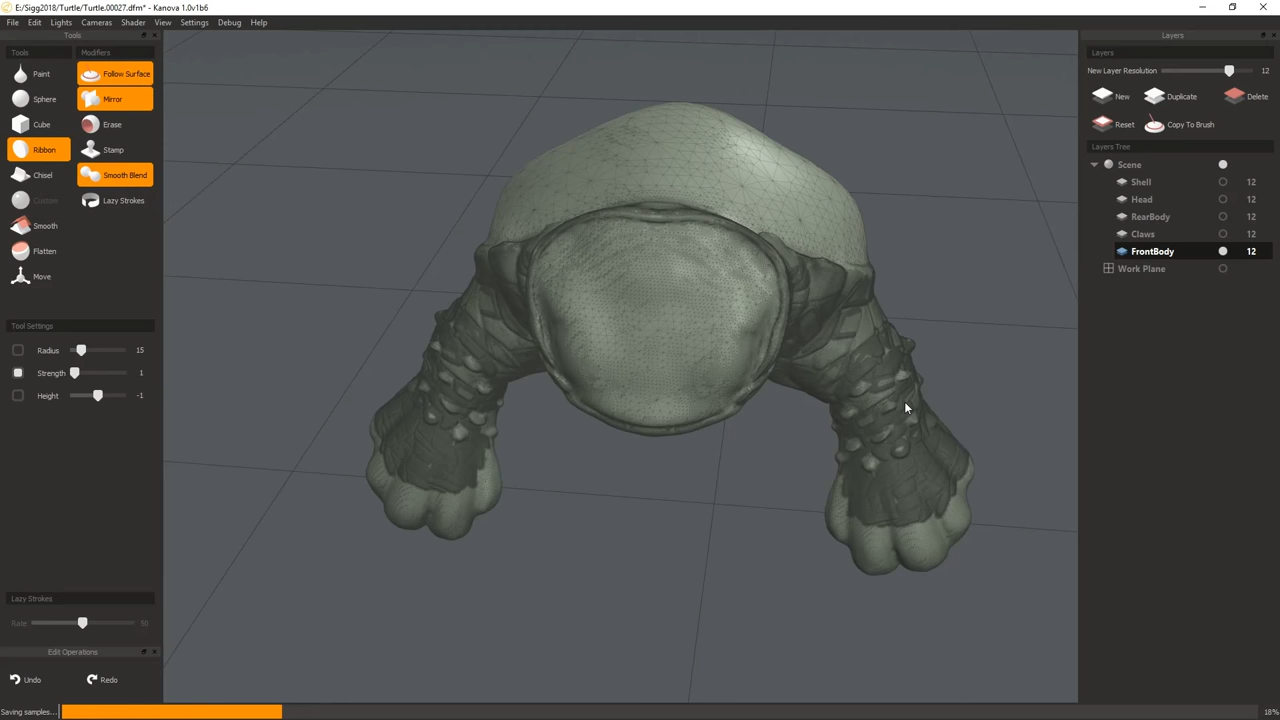 E:/Sigg2018/Turtle/Turtle.00027.dfm* - Kanova 1.0v1b6
File Edit Lights Cameras Shader View Settings Debug Help
Tools
Layers
Tools Modifiers
Paint Follow Surface
Sphere Mirror
Cube Erase
Ribbon Stamp
Chisel Smooth Blend
Custom Lazy Strokes
Smooth
Flatten
Move
Tool Settings
Radius 15
Strength 1
Height -1
Lazy Strokes
Rate 50
Edit Operations
Undo Redo
Saving samples... 18%
Layers
New Layer Resolution 12
New Duplicate Delete
Reset Copy To Brush
Layers Tree
Scene
Shell 12
Head 12
RearBody 12
Claws 12
FrontBody 12
Work Plane